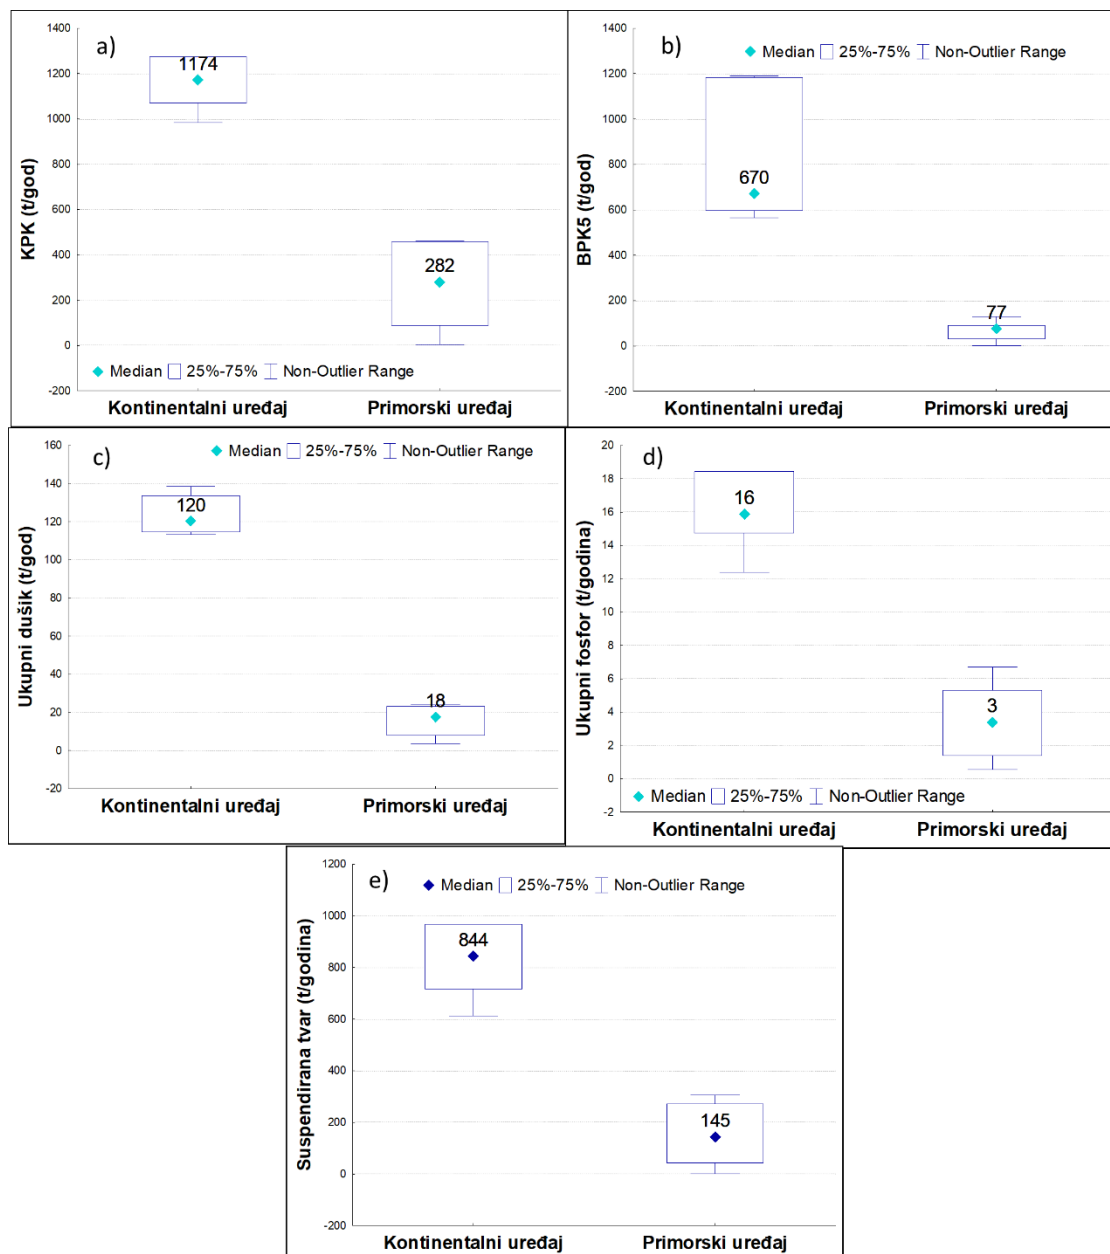 a)
1400
1200
1000
800
600
400
200
0
-200
KPK (t/god)
1174
282
Median 25%-75% Non-Outlier Range
Kontinentalni uređaj Primorski uređaj
b)
1400
1200
1000
800
600
400
200
0
-200
BPK5 (t/god)
Median 25%-75% Non-Outlier Range
670
77
Kontinentalni uređaj Primorski uređaj
c)
160
140
120
100
80
60
40
20
0
-20
Ukupni dušik (t/god)
Median 25%-75% Non-Outlier Range
120
18
Kontinentalni uređaj Primorski uređaj
d)
20
18
16
14
12
10
8
6
4
2
0
-2
Ukupni fosfor (t/godina)
16
3
Median 25%-75% Non-Outlier Range
Kontinentalni uređaj Primorski uređaj
e)
1200
1000
800
600
400
200
0
-200
Suspendirana tvar (t/godina)
Median 25%-75% Non-Outlier Range
844
145
Kontinentalni uređaj Primorski uređaj